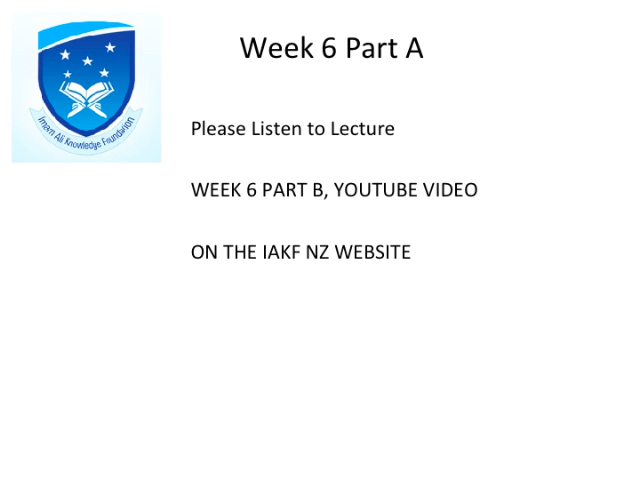 Week 6 Part A
Imam Ali Knowledge Foundation
Please Listen to Lecture
WEEK 6 PART B, YOUTUBE VIDEO
ON THE IAKF NZ WEBSITE